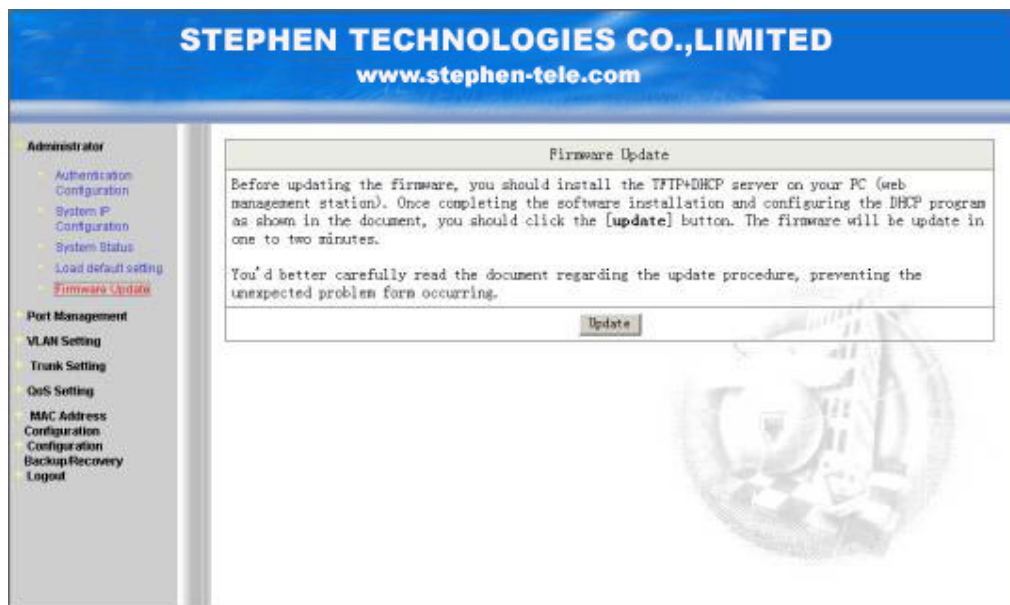 STEPHEN TECHNOLOGIES CO.,LIMITED
www.stephen-tele.com
Administrator
Authentication
Configuration
System IP
Configuration
System Status
Load default setting
Firmware Update
Port Management
VLAN Setting
Trunk Setting
QoS Setting
MAC Address
Configuration
Configuration
Backup/Recovery
Logout
Firmware Update
Before updating the firmware, you should install the TFTP+DHCP server on your PC (web
management station). Once completing the software installation and configuring the DHCP program
as shown in the document, you should click the [update] button. The firmware will be update in
one to two minutes.
You'd better carefully read the document regarding the update procedure, preventing the
unexpected problem form occurring.
Update